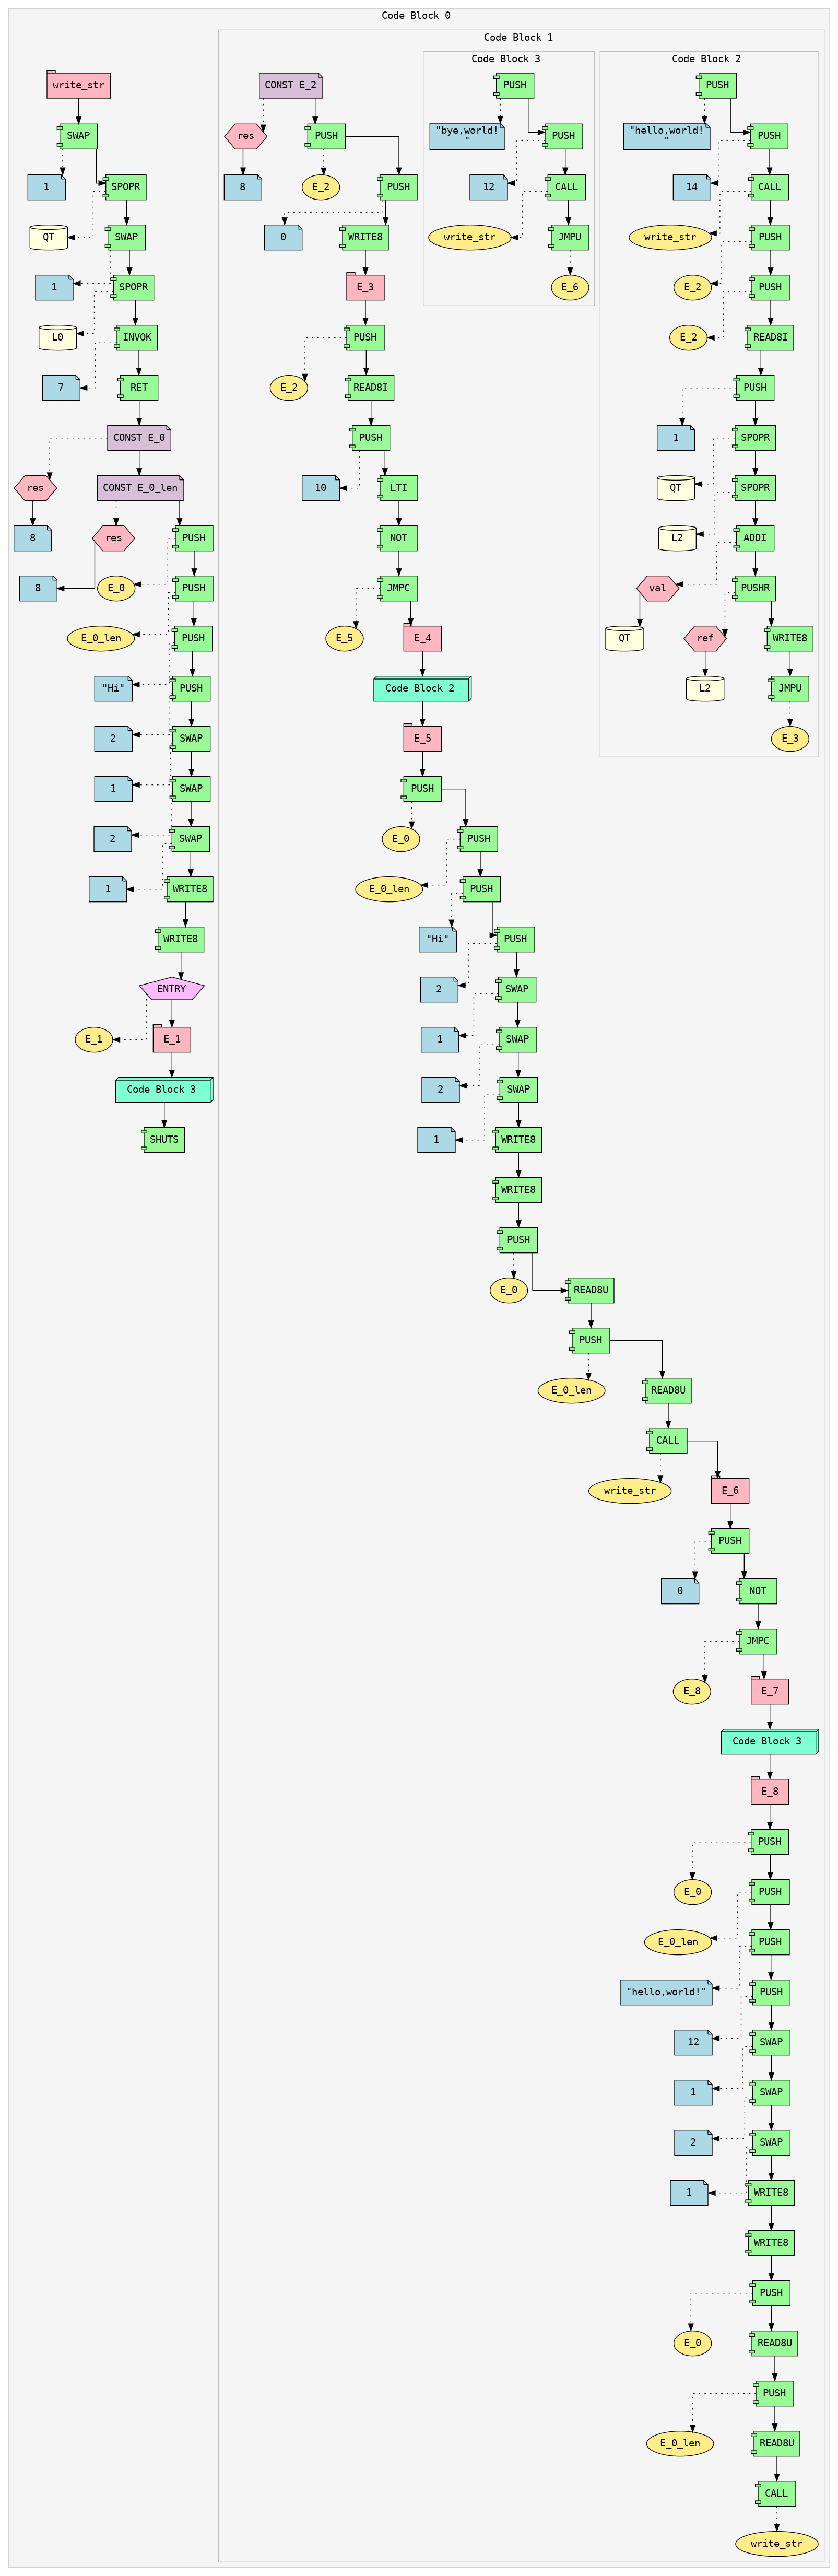 Code Block 0
write_str
SWAP
1
SPOPR
QT
SWAP
1
SPOPR
L0
INVOK
7
RET
CONST E_0
res
8
CONST E_0_len
res
8
PUSH
E_0
PUSH
E_0_len
PUSH
"Hi"
PUSH
2
SWAP
1
SWAP
2
SWAP
1
WRITE8
WRITE8
ENTRY
E_1
E_1
Code Block 3
SHUTS
Code Block 1
CONST E_2
res
8
PUSH
E_2
PUSH
0
WRITE8
E_3
PUSH
E_2
READ8I
PUSH
10
LTI
NOT
JMPC
E_5
E_4
Code Block 2
E_5
PUSH
E_0
PUSH
E_0_len
PUSH
"Hi"
PUSH
2
SWAP
1
SWAP
2
SWAP
1
WRITE8
WRITE8
PUSH
E_0
READ8U
PUSH
E_0_len
READ8U
CALL
write_str
E_6
PUSH
0
NOT
JMPC
E_8
E_7
Code Block 3
E_8
PUSH
E_0
PUSH
E_0_len
PUSH
"hello,world!"
PUSH
12
SWAP
1
SWAP
2
SWAP
1
WRITE8
WRITE8
PUSH
E_0
READ8U
PUSH
E_0_len
READ8U
CALL
write_str
Code Block 3
PUSH
"bye,world!
"
PUSH
12
CALL
write_str
JMPU
E_6
Code Block 2
PUSH
"hello,world!
"
PUSH
14
CALL
write_str
PUSH
E_2
PUSH
E_2
READ8I
PUSH
1
SPOPR
QT
SPOPR
L2
ADDI
val
QT
PUSHR
ref
L2
WRITE8
JMPU
E_3